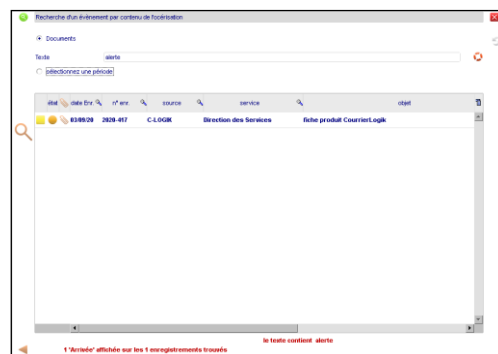 Recherche d'un évènement par contenu de l'océrisation
Documents
Texte alerte
sélectionnez une période
état date Enr. n° enr. source service objet
03/09/20 2020-417 C-LOGIK Direction des Services fiche produit CourrierLogik
le texte contient alerte
1 'Arrivée' affichée sur les 1 enregistrements trouvés